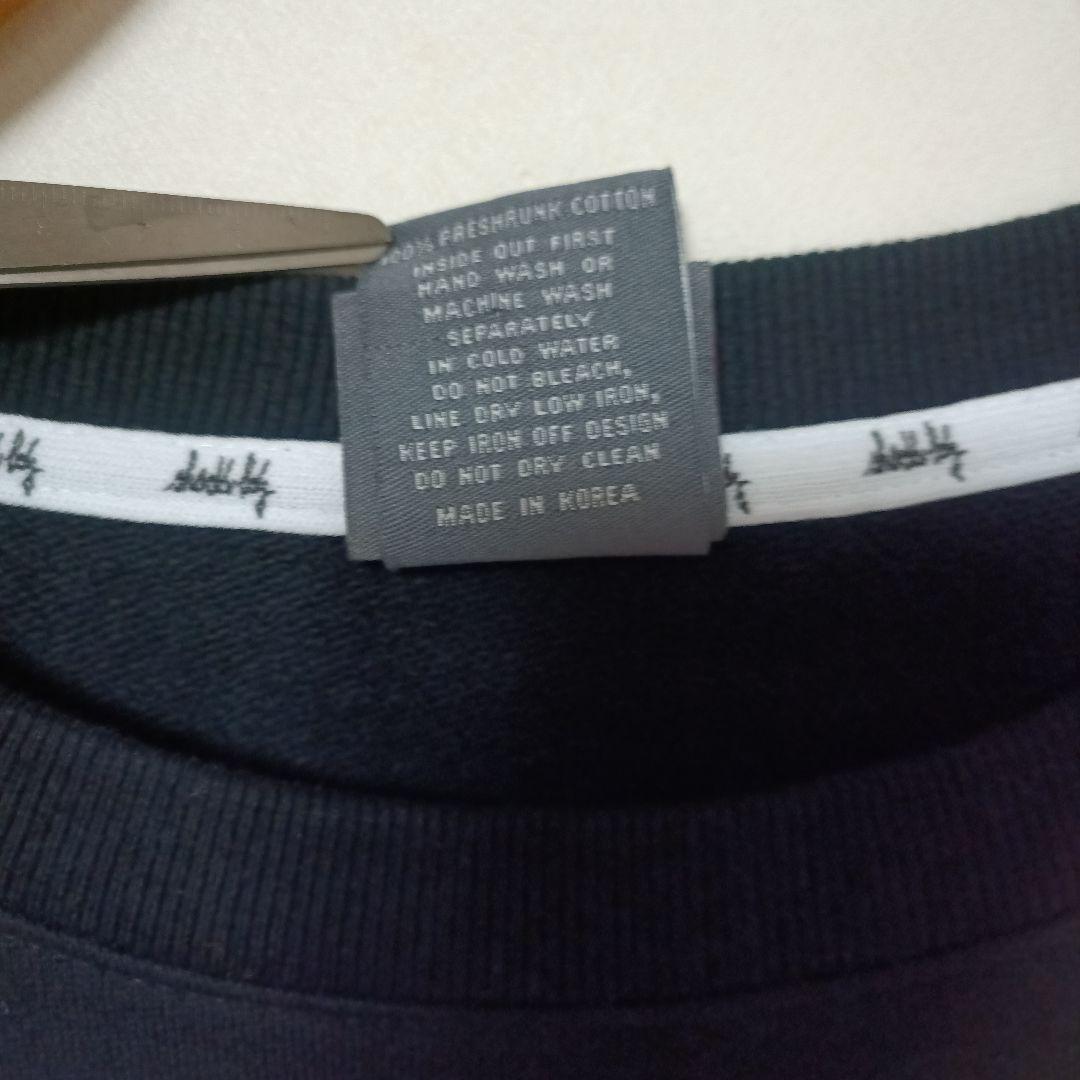 100% FRESHRUNK COTTON
INSIDE OUT FIRST
HAND WASH OR
MACHINE WASH
SEPARATELY
IN COLD WATER
DO NOT BLEACH,
LINE DRY LOW IRON,
KEEP IRON OFF DESIGN
DO NOT DRY CLEAN
MADE IN KOREA